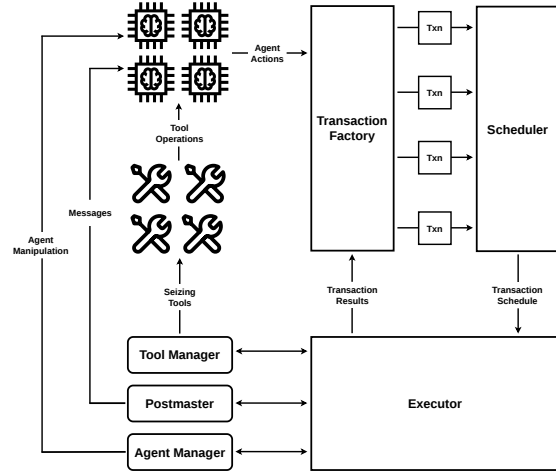 Agent
Actions
Transaction
Factory
Txn
Txn
Txn
Txn
Scheduler
Tool
Operations
Messages
Agent
Manipulation
Seizing
Tools
Transaction
Results
Transaction
Schedule
Tool Manager
Postmaster
Agent Manager
Executor